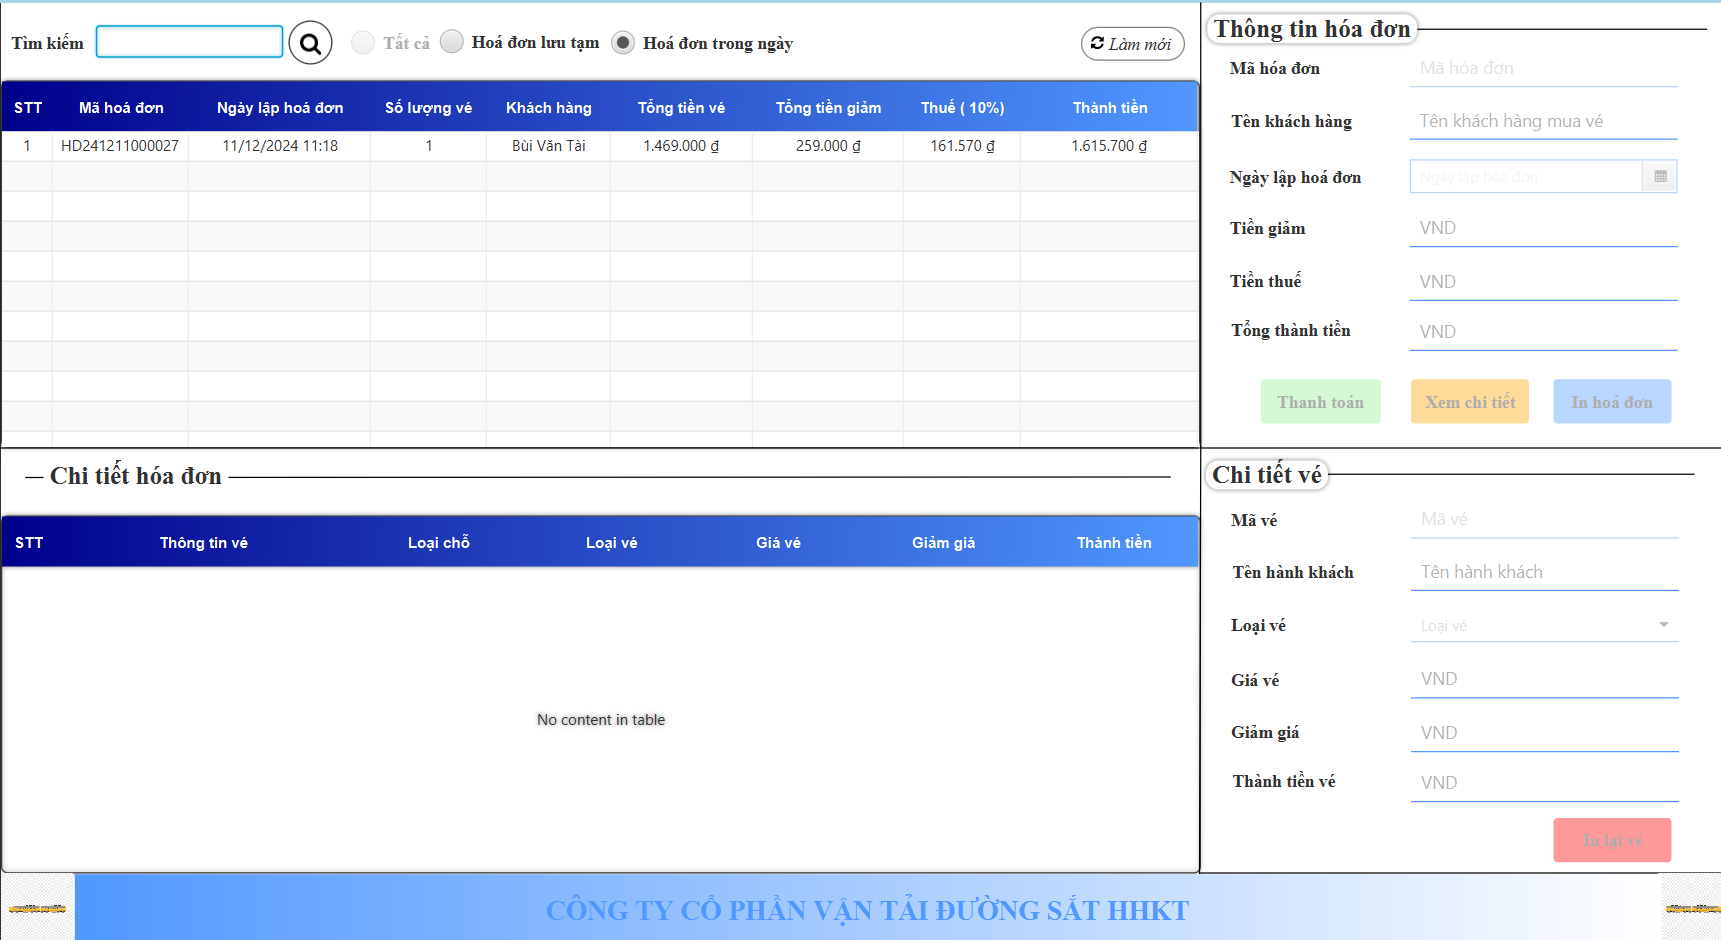 Tìm kiếm
Tất cả
Hoá đơn lưu tạm
Hoá đơn trong ngày
Làm mới
STT Mã hoá đơn Ngày lập hoá đơn Số lượng vé Khách hàng Tổng tiền vé Tổng tiền giảm Thuế ( 10%) Thành tiền
1 HD241211000027 11/12/2024 11:18 1 Bùi Văn Tài 1.469.000 ₫ 259.000 ₫ 161.570 ₫ 1.615.700 ₫
Thông tin hóa đơn
Mã hóa đơn Mã hóa đơn
Tên khách hàng Tên khách hàng mua vé
Ngày lập hoá đơn Ngày lập hóa đơn
Tiền giảm VND
Tiền thuế VND
Tổng thành tiền VND
Thanh toán Xem chi tiết In hoá đơn
Chi tiết hóa đơn
STT Thông tin vé Loại chỗ Loại vé Giá vé Giảm giá Thành tiền
No content in table
Chi tiết vé
Mã vé Mã vé
Tên hành khách Tên hành khách
Loại vé Loại vé
Giá vé VND
Giảm giá VND
Thành tiền vé VND
In lại vé
CÔNG TY CỔ PHẦN VẬN TẢI ĐƯỜNG SẮT HHKT